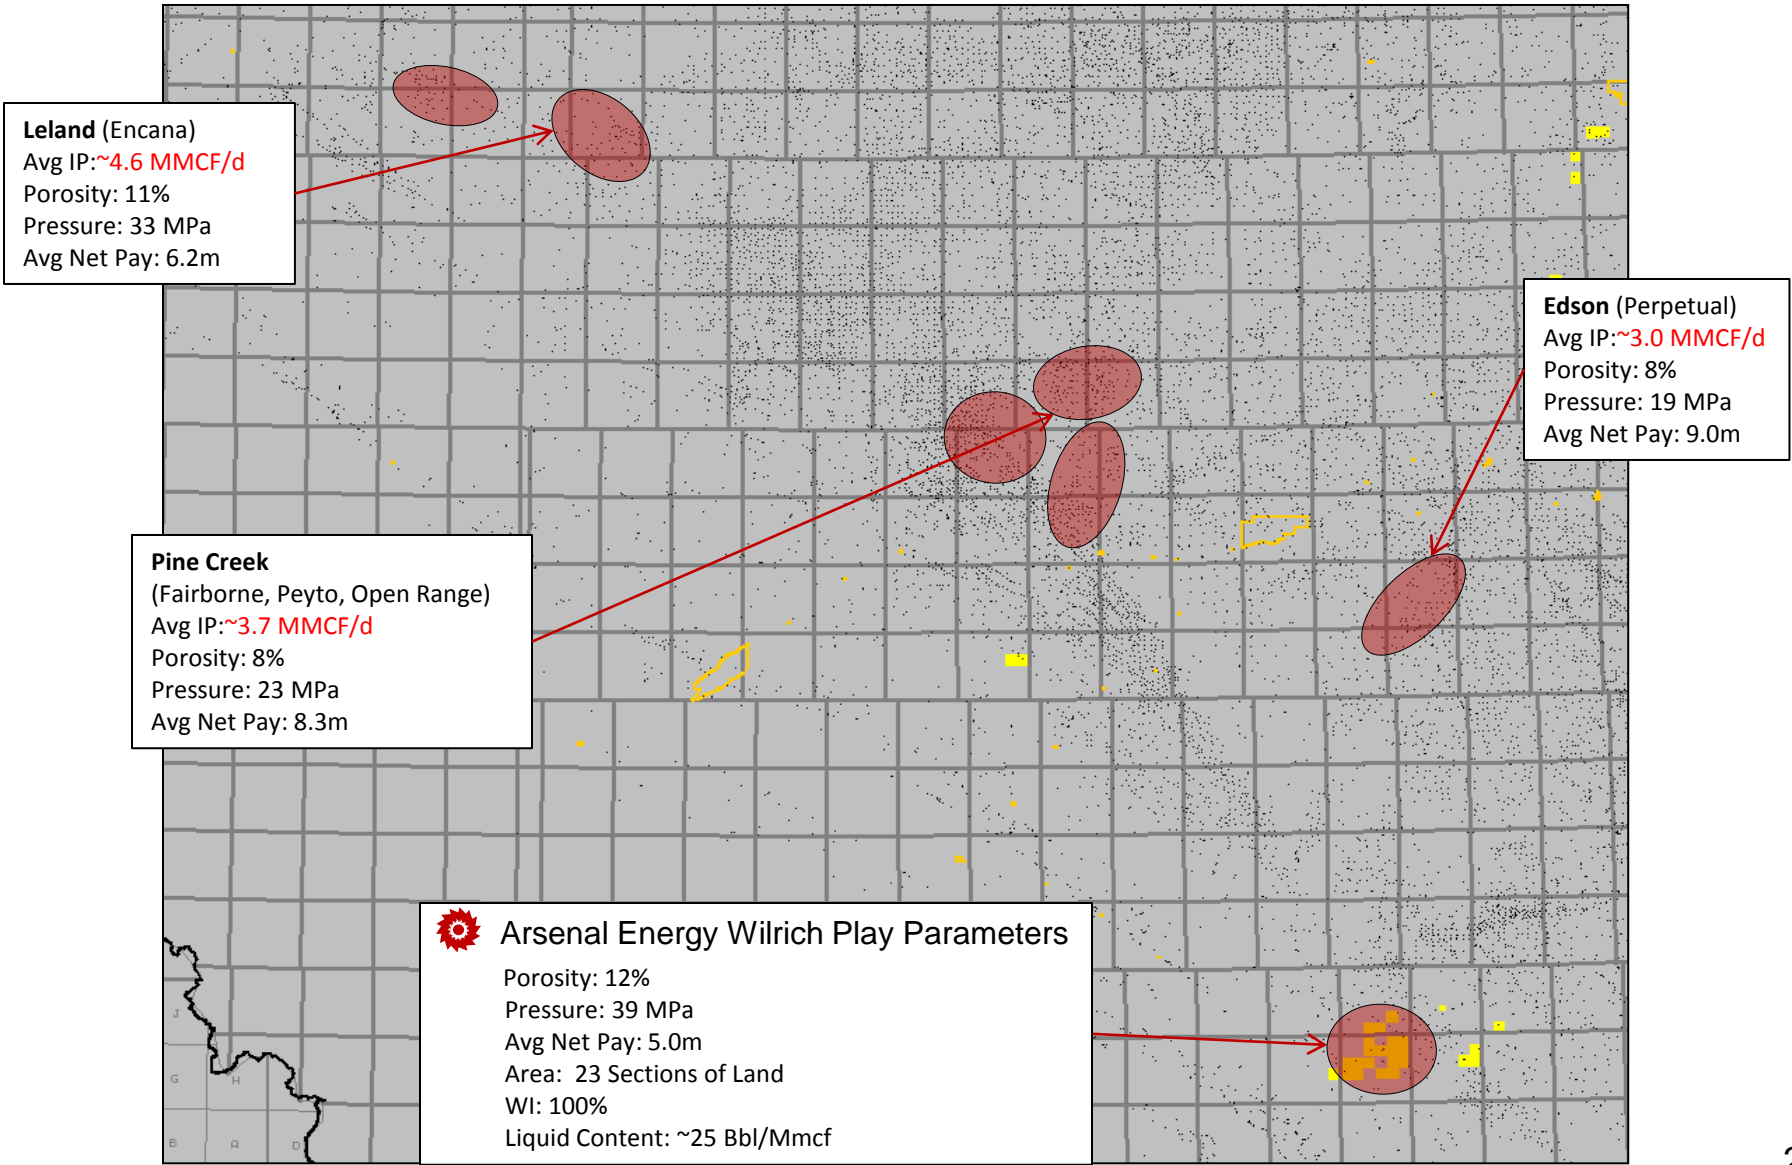 Leland (Encana)
Avg IP:~4.6 MMCF/d
Porosity: 11%
Pressure: 33 MPa
Avg Net Pay: 6.2m
Edson (Perpetual)
Avg IP:~3.0 MMCF/d
Porosity: 8%
Pressure: 19 MPa
Avg Net Pay: 9.0m
Pine Creek
(Fairborne, Peyto, Open Range)
Avg IP:~3.7 MMCF/d
Porosity: 8%
Pressure: 23 MPa
Avg Net Pay: 8.3m
Arsenal Energy Wilrich Play Parameters
Porosity: 12%
Pressure: 39 MPa
Avg Net Pay: 5.0m
Area: 23 Sections of Land
WI: 100%
Liquid Content: ~25 Bbl/Mmcf
J
G H
B A D